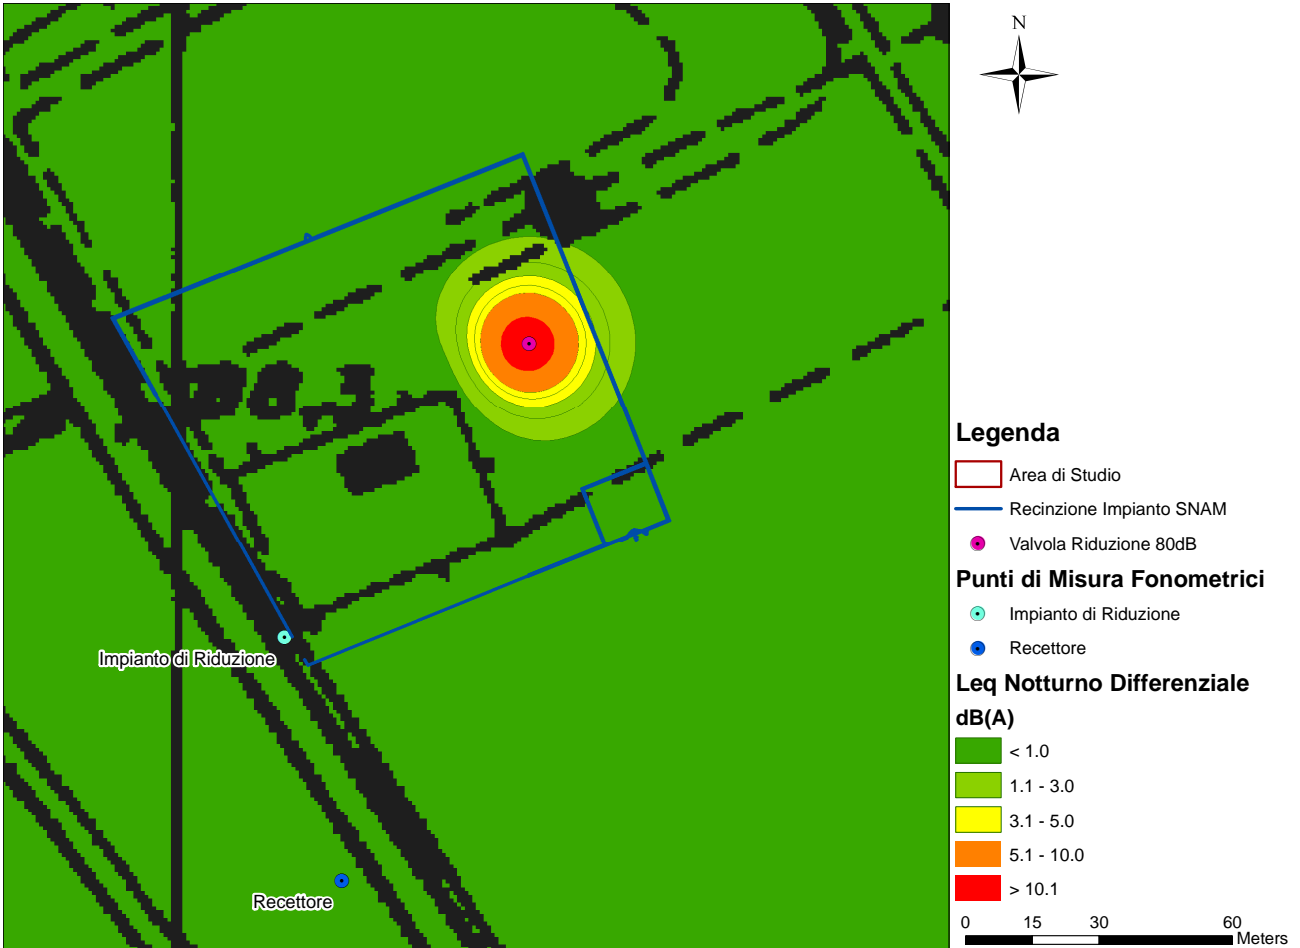 N
Impianto di Riduzione
Recettore
Legenda
Area di Studio
Recinzione Impianto SNAM
Valvola Riduzione 80dB
Punti di Misura Fonometrici
Impianto di Riduzione
Recettore
Leq Notturno Differenziale
dB(A)
< 1.0
1.1 - 3.0
3.1 - 5.0
5.1 - 10.0
> 10.1
0 15 30 60
Meters